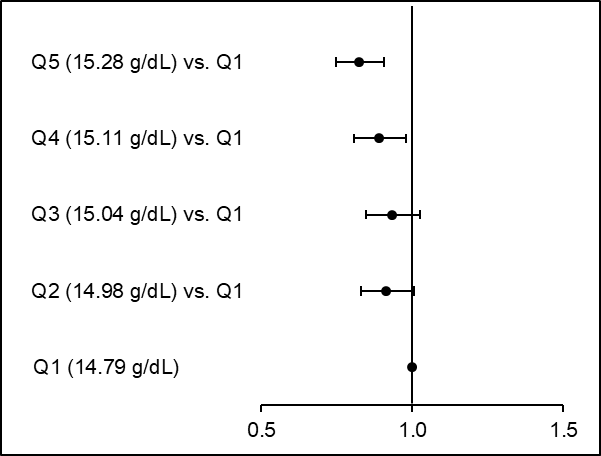 Q5 (15.28 g/dL) vs. Q1
Q4 (15.11 g/dL) vs. Q1
Q3 (15.04 g/dL) vs. Q1
Q2 (14.98 g/dL) vs. Q1
Q1 (14.79 g/dL)
0.5 1.0 1.5